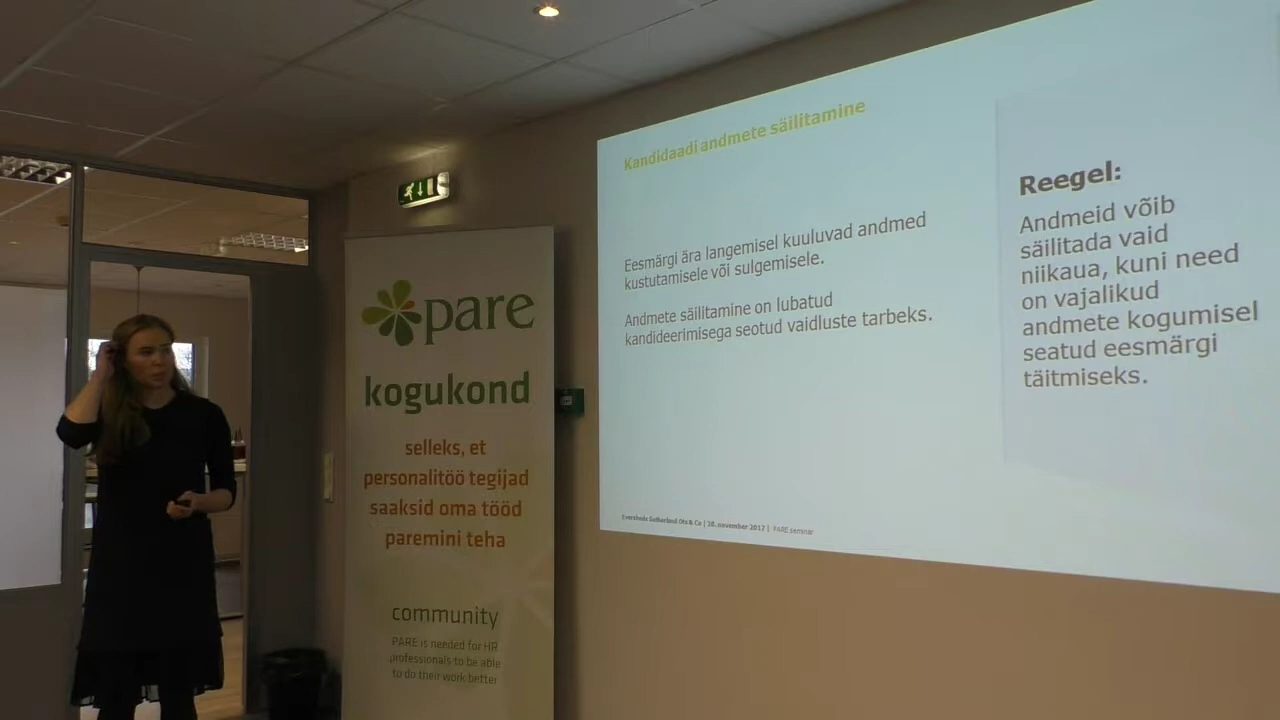 pare
kogukond
selleks, et
personalitöö tegijad
saaksid oma tööd
paremini teha
community
PARE is needed for HR
professionals to be able
to do their work better
Kandidaadi andmete säilitamine
Eesmärgi ära langemisel kuuluvad andmed
kustutamisele või sulgemisele.
Andmete säilitamine on lubatud
kandideerimisega seotud vaidluste tarbeks.
Reegel:
Andmeid võib
säilitada vaid
niikaua, kuni need
on vajalikud
andmete kogumisel
seatud eesmärgi
täitmiseks.
Eversheds Sutherland Ots & Co | 28. november 2017 | PARE seminar